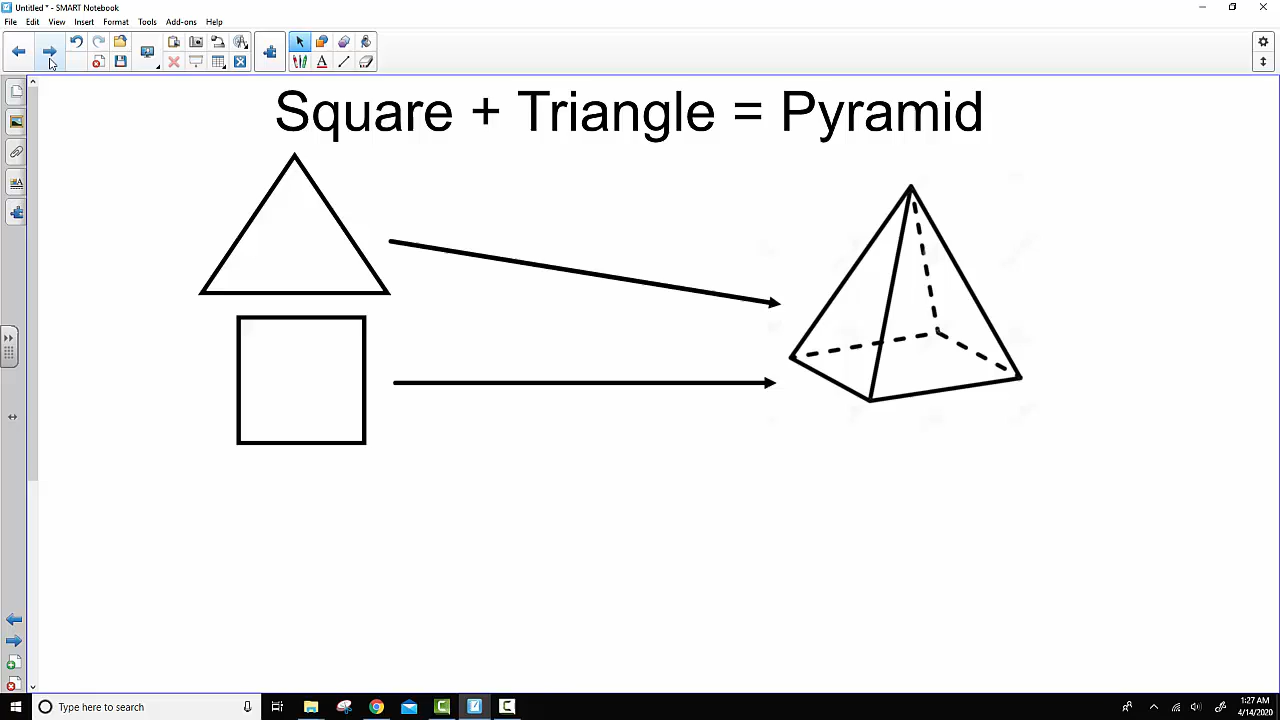 Untitled * - SMART Notebook
File Edit View Insert Format Tools Add-ons Help
Square + Triangle = Pyramid
Type here to search
1:27 AM
4/14/2020